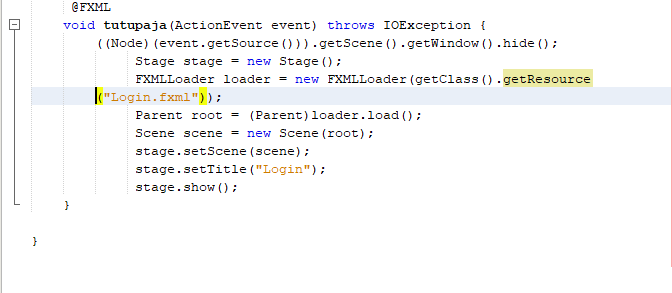 @FXML
void tutupaja(ActionEvent event) throws IOException {
((Node)(event.getSource())).getScene().getWindow().hide();
Stage stage = new Stage();
FXMLLoader loader = new FXMLLoader(getClass().getResource
("Login.fxml"));
Parent root = (Parent)loader.load();
Scene scene = new Scene(root);
stage.setScene(scene);
stage.setTitle("Login");
stage.show();
}
}